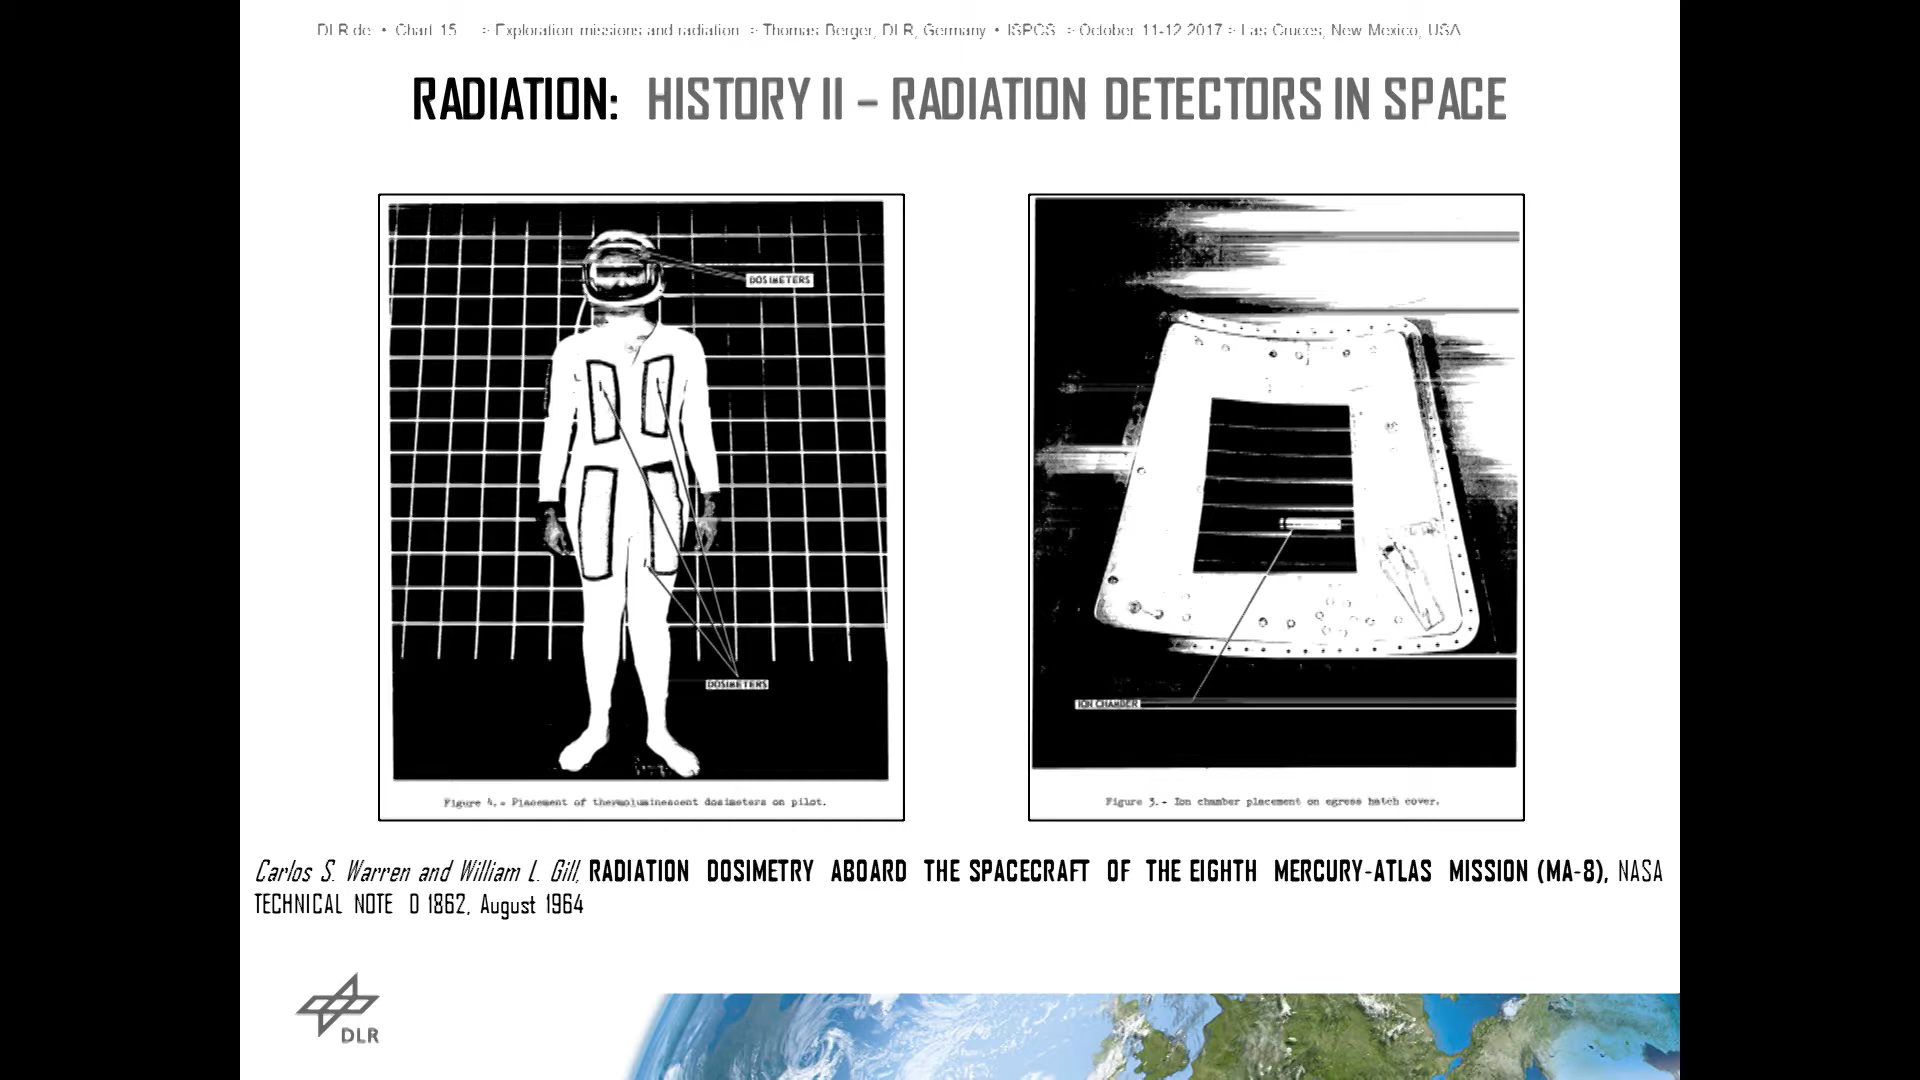 DLR.de • Chart 15 > Exploration missions and radiation > Thomas Berger, DLR, Germany • ISPCS > October 11-12 2017 > Las Cruces, New Mexico, USA
RADIATION: HISTORY II – RADIATION DETECTORS IN SPACE
DOSIMETERS
DOSIMETERS
Figure 4.- Placement of thermoluminescent dosimeters on pilot.
ION CHAMBER
Figure 3.- Ion chamber placement on egress hatch cover.
Carlos S. Warren and William L. Gill, RADIATION DOSIMETRY ABOARD THE SPACECRAFT OF THE EIGHTH MERCURY-ATLAS MISSION (MA-8), NASA
TECHNICAL NOTE D 1862, August 1964
DLR